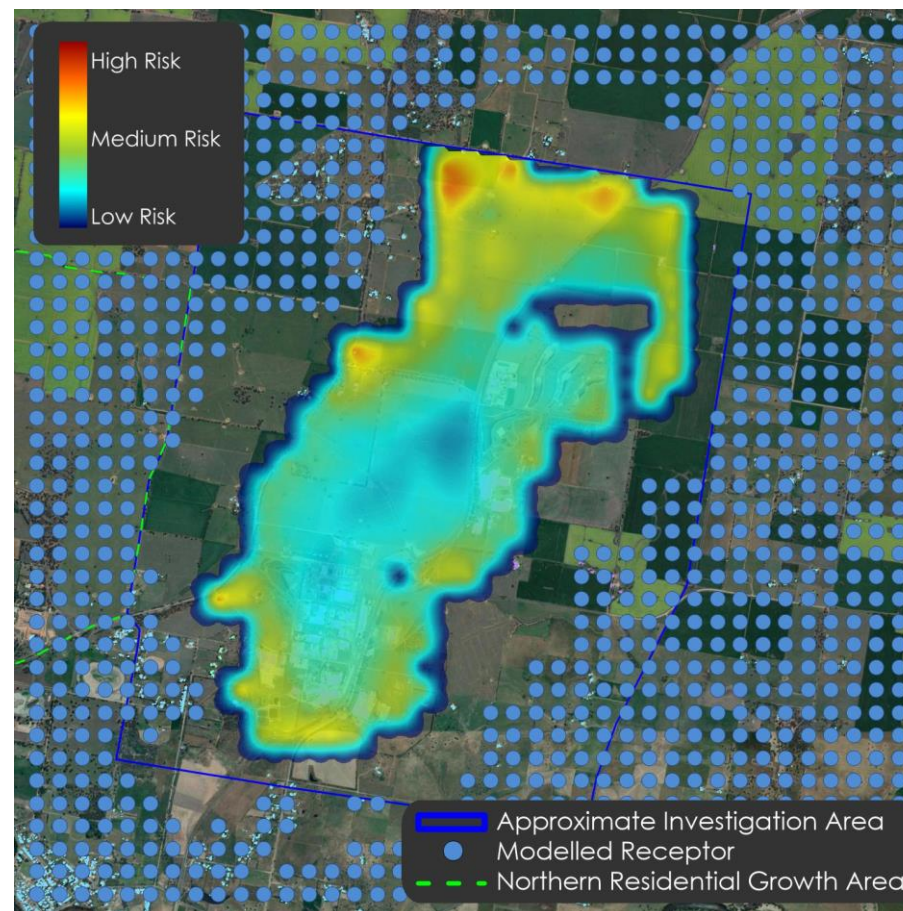 High Risk
Medium Risk
Low Risk
Approximate Investigation Area
Modelled Receptor
Northern Residential Growth Area